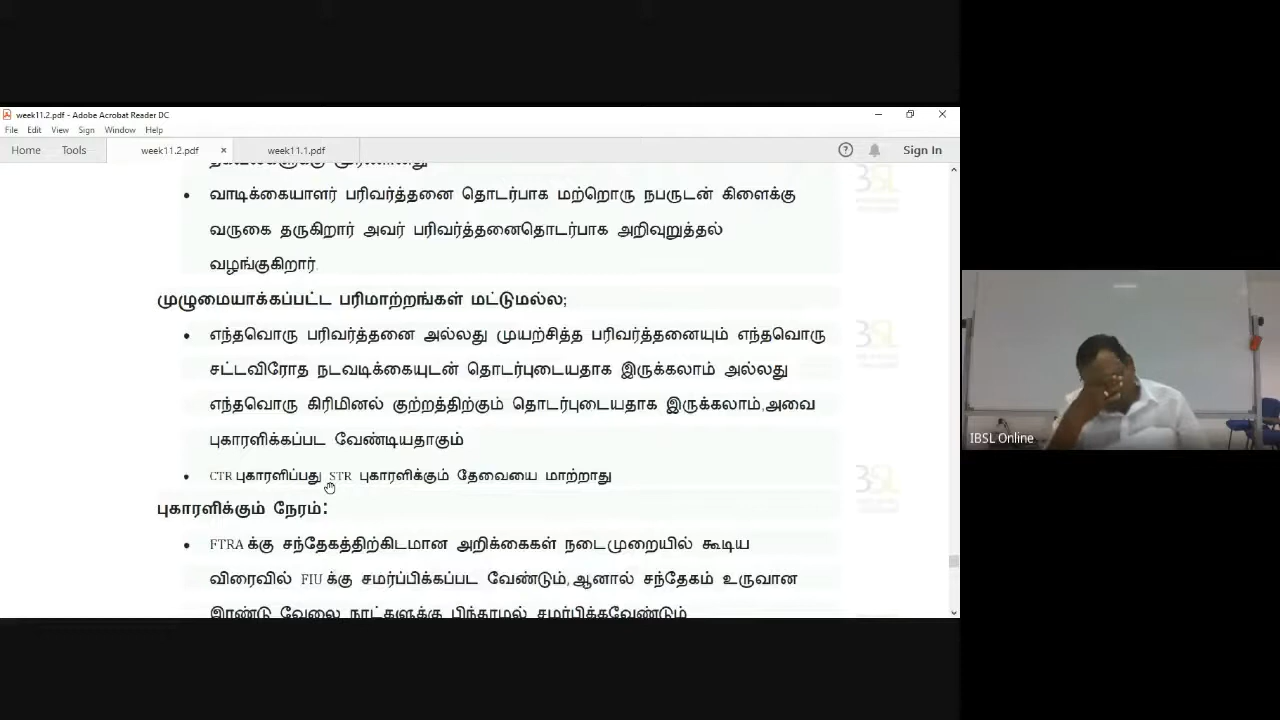 week11.2.pdf - Adobe Acrobat Reader DC
File Edit View Sign Window Help
Home Tools week11.2.pdf × week11.1.pdf Sign In
வாடிக்கையாளர் பரிவர்த்தனை தொடர்பாக மற்றொரு நபருடன் கிளைக்கு
வருகை தருகிறார் அவர் பரிவர்த்தனைதொடர்பாக அறிவுறுத்தல்
வழங்குகிறார்.
முழுமையாக்கப்பட்ட பரிமாற்றங்கள் மட்டுமல்ல;
எந்தவொரு பரிவர்த்தனை அல்லது முயற்சித்த பரிவர்த்தனையும் எந்தவொரு
சட்டவிரோத நடவடிக்கையுடன் தொடர்புடையதாக இருக்கலாம் அல்லது
எந்தவொரு கிரிமினல் குற்றத்திற்கும் தொடர்புடையதாக இருக்கலாம்,அவை
புகாரளிக்கப்பட வேண்டியதாகும்
CTR புகாரளிப்பது STR புகாரளிக்கும் தேவையை மாற்றாது
புகாரளிக்கும் நேரம்:
FTRA க்கு சந்தேகத்திற்கிடமான அறிக்கைகள் நடைமுறையில் கூடிய
விரைவில் FIU க்கு சமர்ப்பிக்கப்பட வேண்டும்,ஆனால் சந்தேகம் உருவான
இரண்டு வேலை நாட்களுக்கு பிந்தாமல் சமர்பிக்கவேண்டும்
IBSL Online